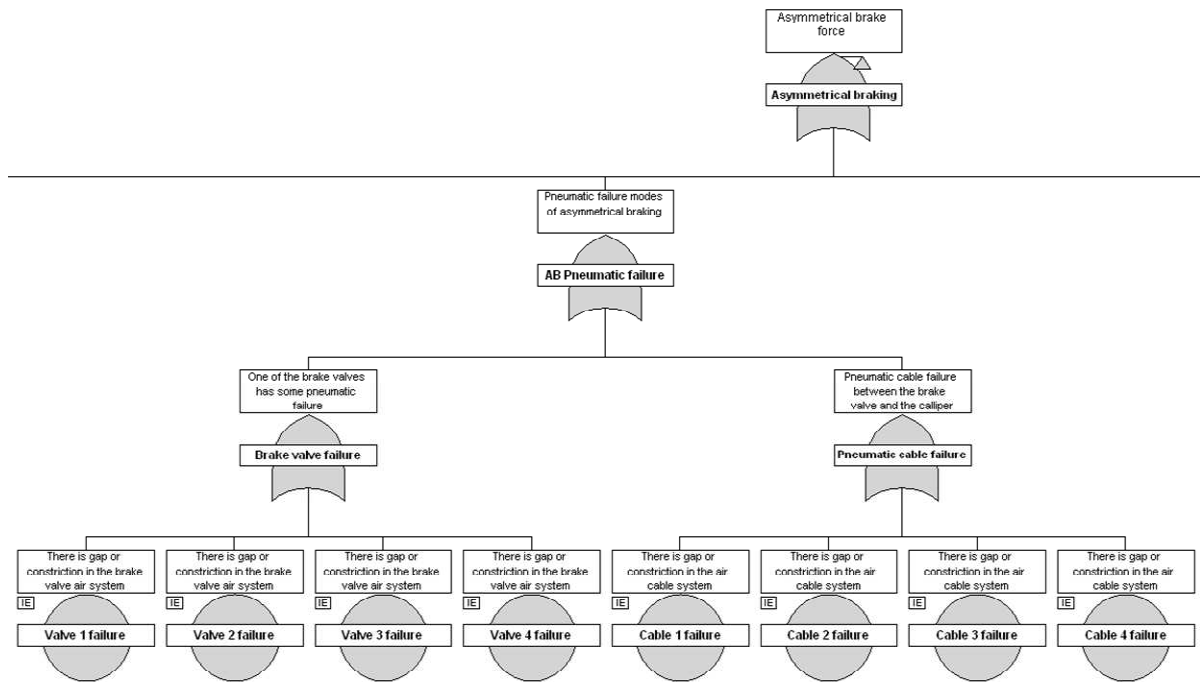 Asymmetrical brake
force
Asymmetrical braking
Pneumatic failure modes
of asymmetrical braking
AB Pneumatic failure
One of the brake valves
has some pneumatic
failure
Brake valve failure
Pneumatic cable failure
between the brake
valve and the calliper
Pneumatic cable failure
There is gap or
constriction in the brake
valve air system
IE
Valve 1 failure
There is gap or
constriction in the brake
valve air system
IE
Valve 2 failure
There is gap or
constriction in the brake
valve air system
IE
Valve 3 failure
There is gap or
constriction in the brake
valve air system
IE
Valve 4 failure
There is gap or
constriction in the air
cable system
IE
Cable 1 failure
There is gap or
constriction in the air
cable system
IE
Cable 2 failure
There is gap or
constriction in the air
cable system
IE
Cable 3 failure
There is gap or
constriction in the air
cable system
IE
Cable 4 failure